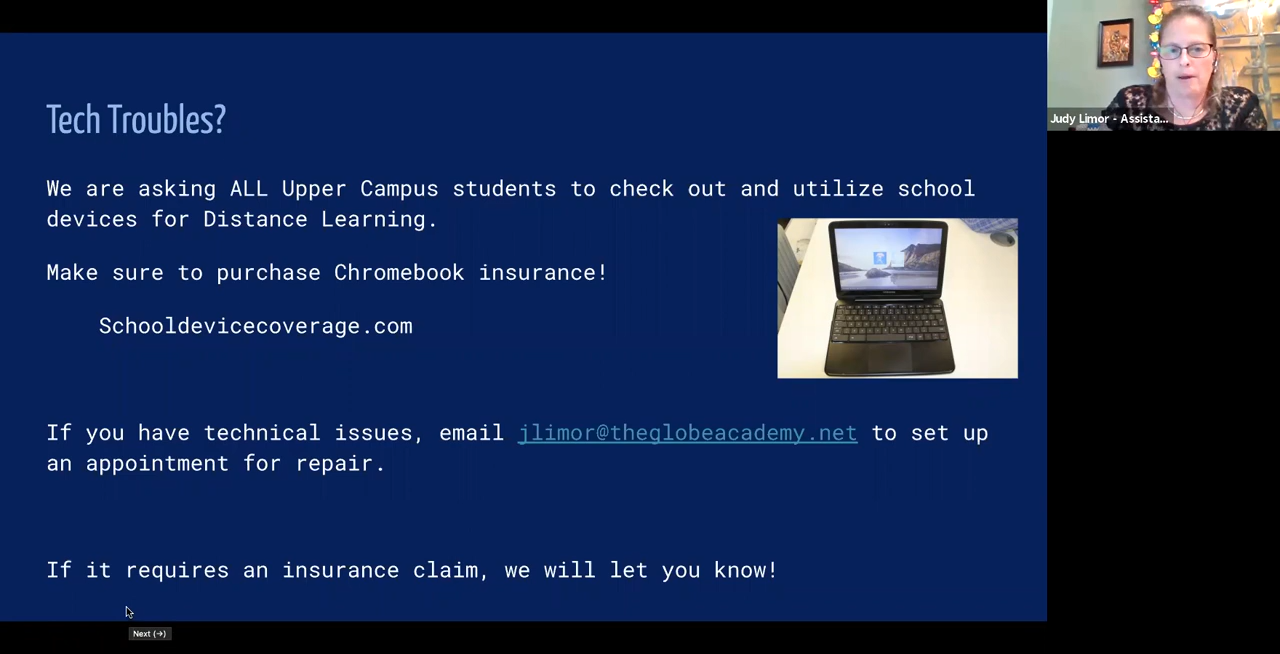 Tech Troubles?
We are asking ALL Upper Campus students to check out and utilize school
devices for Distance Learning.
Make sure to purchase Chromebook insurance!
Schooldevicecoverage.com
If you have technical issues, email jlimor@theglobeacademy.net to set up
an appointment for repair.
If it requires an insurance claim, we will let you know!
Next (→)
Judy Limor - Assista...